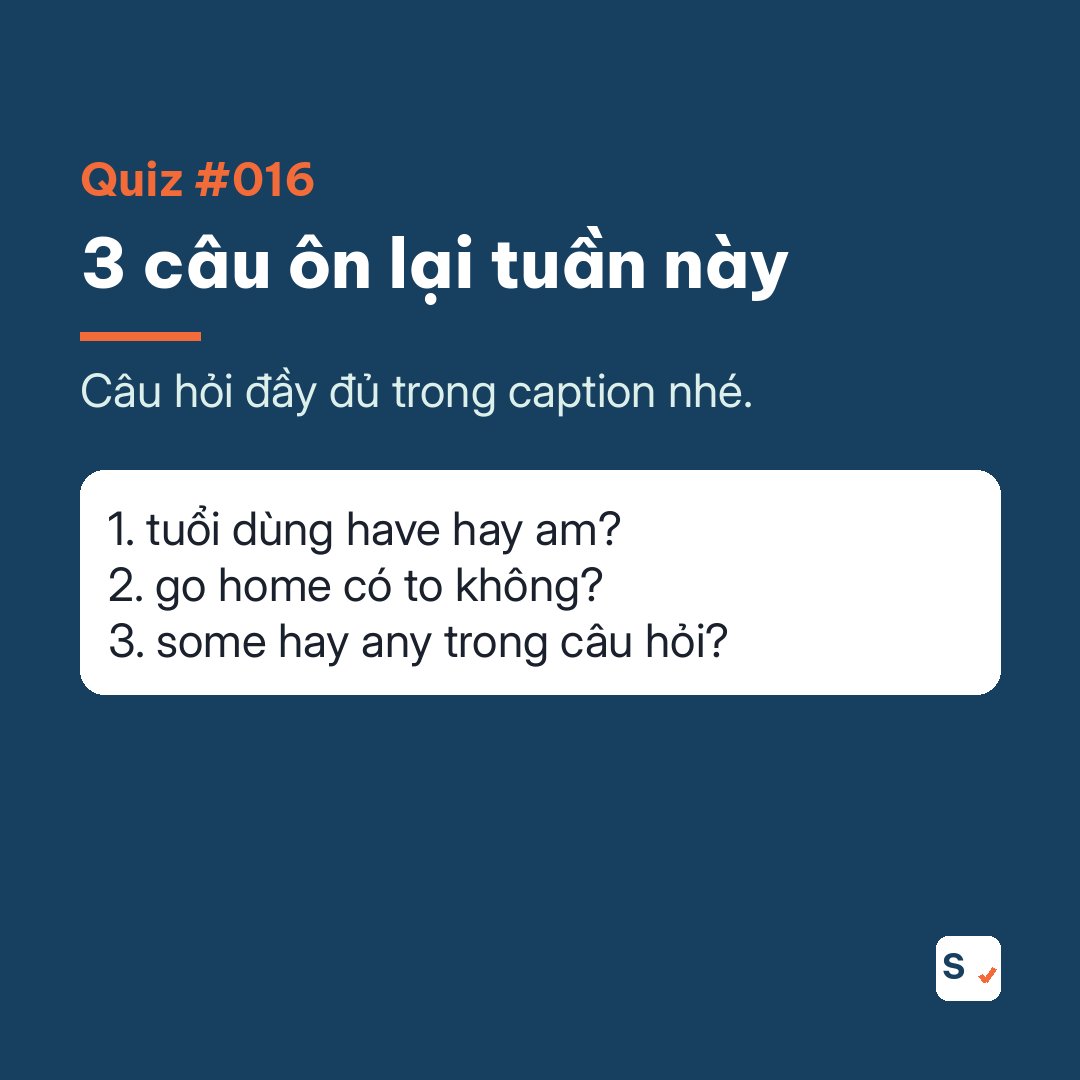 Quiz #016
3 câu ôn lại tuần này
Câu hỏi đầy đủ trong caption nhé.
1. tuổi dùng have hay am?
2. go home có to không?
3. some hay any trong câu hỏi?
S